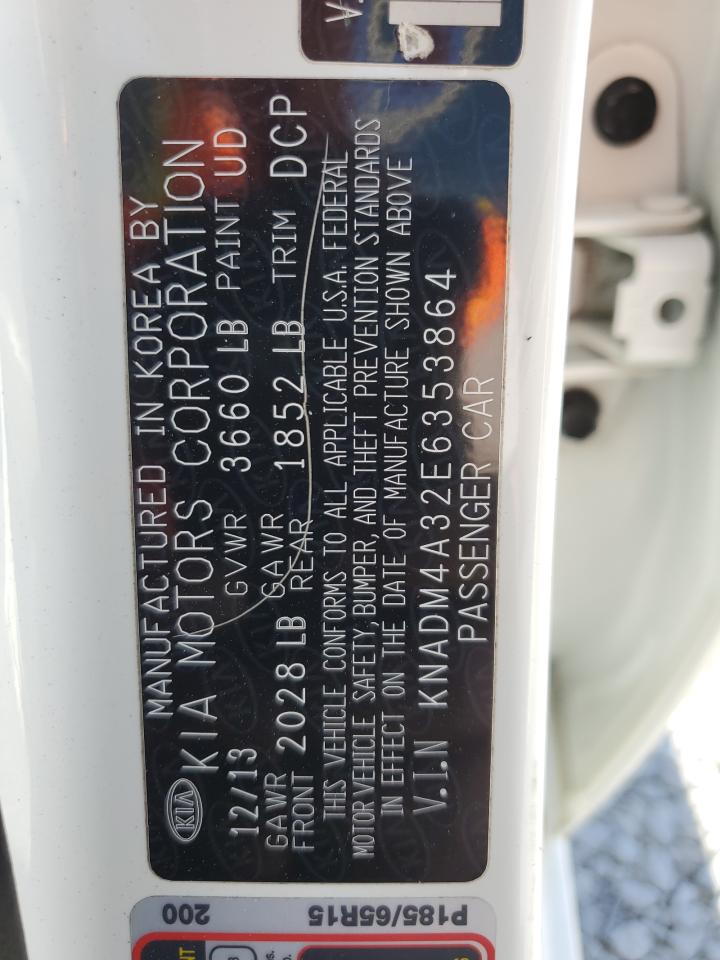 MANUFACTURED IN KOREA BY
KIA KIA MOTORS CORPORATION
12/13 GVWR 3660 LB PAINT UD
GAWR GAWR
FRONT 2028 LB REAR 1852 LB TRIM DCP
THIS VEHICLE CONFORMS TO ALL APPLICABLE U.S.A. FEDERAL
MOTOR VEHICLE SAFETY, BUMPER, AND THEFT PREVENTION STANDARDS
IN EFFECT ON THE DATE OF MANUFACTURE SHOWN ABOVE
V.I.N KNADM4A32E6353864
PASSENGER CAR
P185/65R15
200